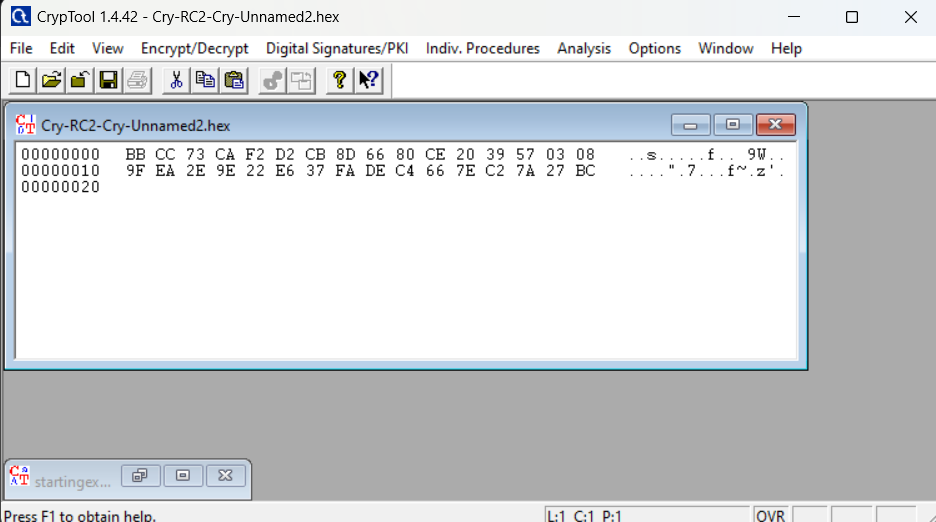 CrypTool 1.4.42 - Cry-RC2-Cry-Unnamed2.hex
File Edit View Encrypt/Decrypt Digital Signatures/PKI Indiv. Procedures Analysis Options Window Help
Cry-RC2-Cry-Unnamed2.hex
00000000 BB CC 73 CA F2 D2 CB 8D 66 80 CE 20 39 57 03 08 ..s.....f.. 9W..
00000010 9F EA 2E 9E 22 E6 37 FA DE C4 66 7E C2 7A 27 BC ....".7...f~.z'.
00000020
startingex...
Press F1 to obtain help. L:1 C:1 P:1 OVR